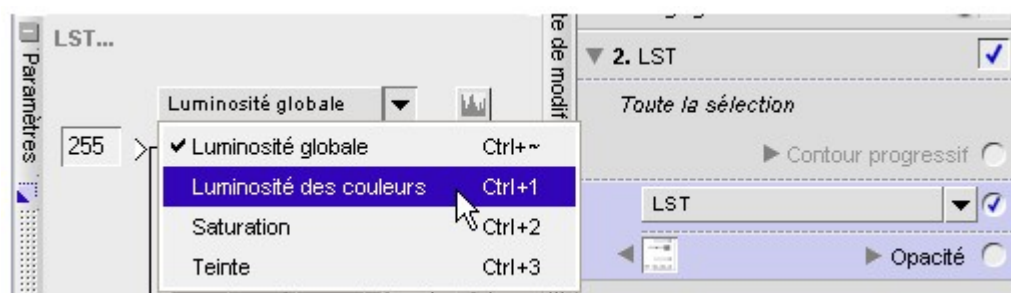 Paramètres
LST...
Luminosité globale
255
✔ Luminosité globale Ctrl+~
Luminosité des couleurs Ctrl+1
Saturation Ctrl+2
Teinte Ctrl+3
te de modif
2. LST
Toute la sélection
Contour progressif
LST
Opacité